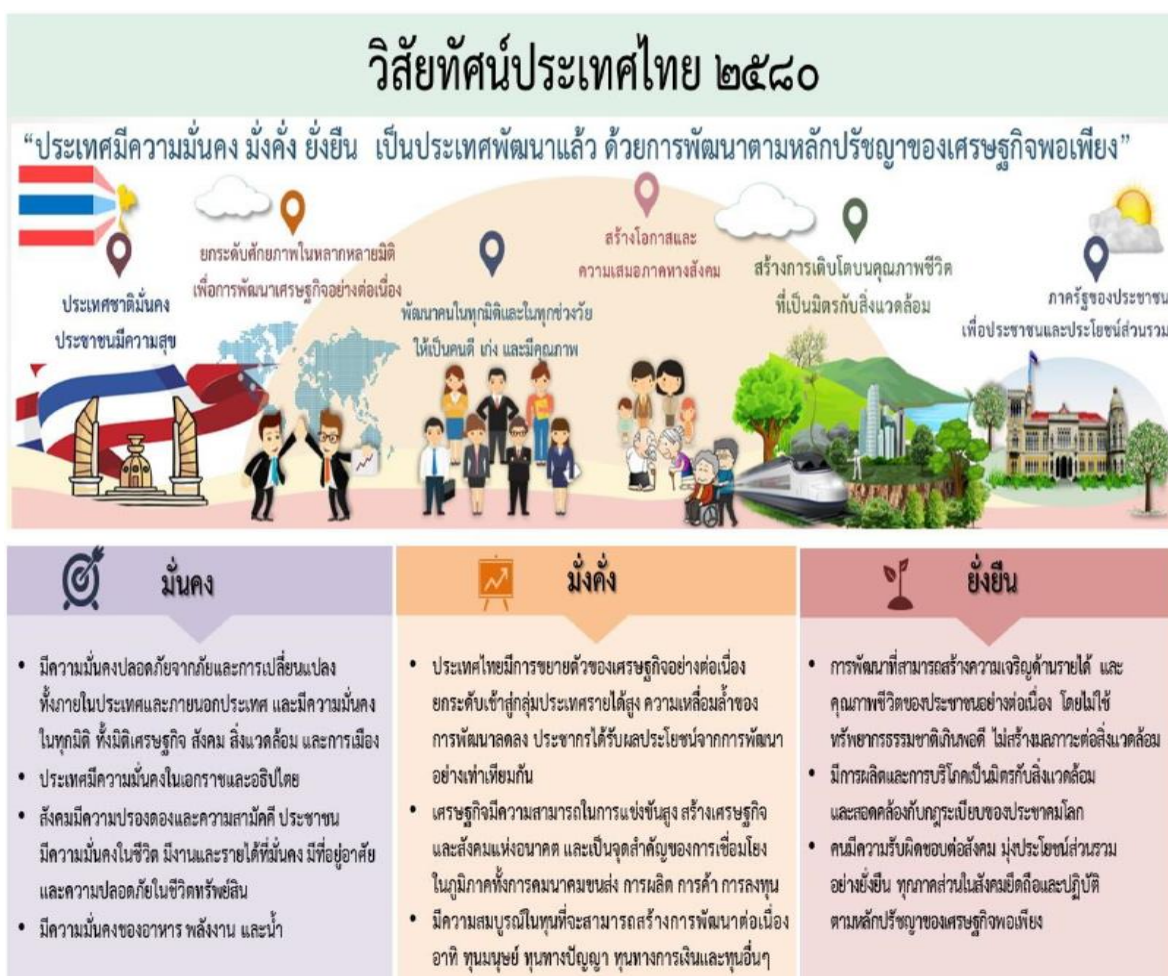 วิสัยทัศน์ประเทศไทย ๒๕๘๐
“ประเทศมีความมั่นคง มั่งคั่ง ยั่งยืน เป็นประเทศพัฒนาแล้ว ด้วยการพัฒนาตามหลักปรัชญาของเศรษฐกิจพอเพียง”
ประเทศชาติมั่นคง
ประชาชนมีความสุข
ยกระดับศักยภาพในหลากหลายมิติ
เพื่อการพัฒนาเศรษฐกิจอย่างต่อเนื่อง
พัฒนาคนในทุกมิติและในทุกช่วงวัย
ให้เป็นคนดี เก่ง และมีคุณภาพ
สร้างโอกาสและ
ความเสมอภาคทางสังคม
สร้างการเติบโตบนคุณภาพชีวิต
ที่เป็นมิตรกับสิ่งแวดล้อม
ภาครัฐของประชาชน
เพื่อประชาชนและประโยชน์ส่วนรวม
มั่นคง
• มีความมั่นคงปลอดภัยจากภัยและการเปลี่ยนแปลง
ทั้งภายในประเทศและภายนอกประเทศ และมีความมั่นคง
ในทุกมิติ ทั้งมิติเศรษฐกิจ สังคม สิ่งแวดล้อม และการเมือง
• ประเทศมีความมั่นคงในเอกราชและอธิปไตย
• สังคมมีความปรองดองและความสามัคคี ประชาชน
มีความมั่นคงในชีวิต มีงานและรายได้ที่มั่นคง มีที่อยู่อาศัย
และความปลอดภัยในชีวิตทรัพย์สิน
• มีความมั่นคงของอาหาร พลังงาน และน้ำ
มั่งคั่ง
• ประเทศไทยมีการขยายตัวของเศรษฐกิจอย่างต่อเนื่อง
ยกระดับเข้าสู่กลุ่มประเทศรายได้สูง ความเหลื่อมล้ำของ
การพัฒนาลดลง ประชากรได้รับผลประโยชน์จากการพัฒนา
อย่างเท่าเทียมกัน
• เศรษฐกิจมีความสามารถในการแข่งขันสูง สร้างเศรษฐกิจ
และสังคมแห่งอนาคต และเป็นจุดสำคัญของการเชื่อมโยง
ในภูมิภาคทั้งการคมนาคมขนส่ง การผลิต การค้า การลงทุน
• มีความสมบูรณ์ในทุนที่จะสามารถสร้างการพัฒนาต่อเนื่อง
อาทิ ทุนมนุษย์ ทุนทางปัญญา ทุนทางการเงินและทุนอื่นๆ
ยั่งยืน
• การพัฒนาที่สามารถสร้างความเจริญด้านรายได้ และ
คุณภาพชีวิตของประชาชนอย่างต่อเนื่อง โดยไม่ใช้
ทรัพยากรธรรมชาติเกินพอดี ไม่สร้างมลภาวะต่อสิ่งแวดล้อม
• มีการผลิตและการบริโภคเป็นมิตรกับสิ่งแวดล้อม
และสอดคล้องกับกฎระเบียบของประชาคมโลก
• คนมีความรับผิดชอบต่อสังคม มุ่งประโยชน์ส่วนรวม
อย่างยั่งยืน ทุกภาคส่วนในสังคมยึดถือและปฏิบัติ
ตามหลักปรัชญาของเศรษฐกิจพอเพียง